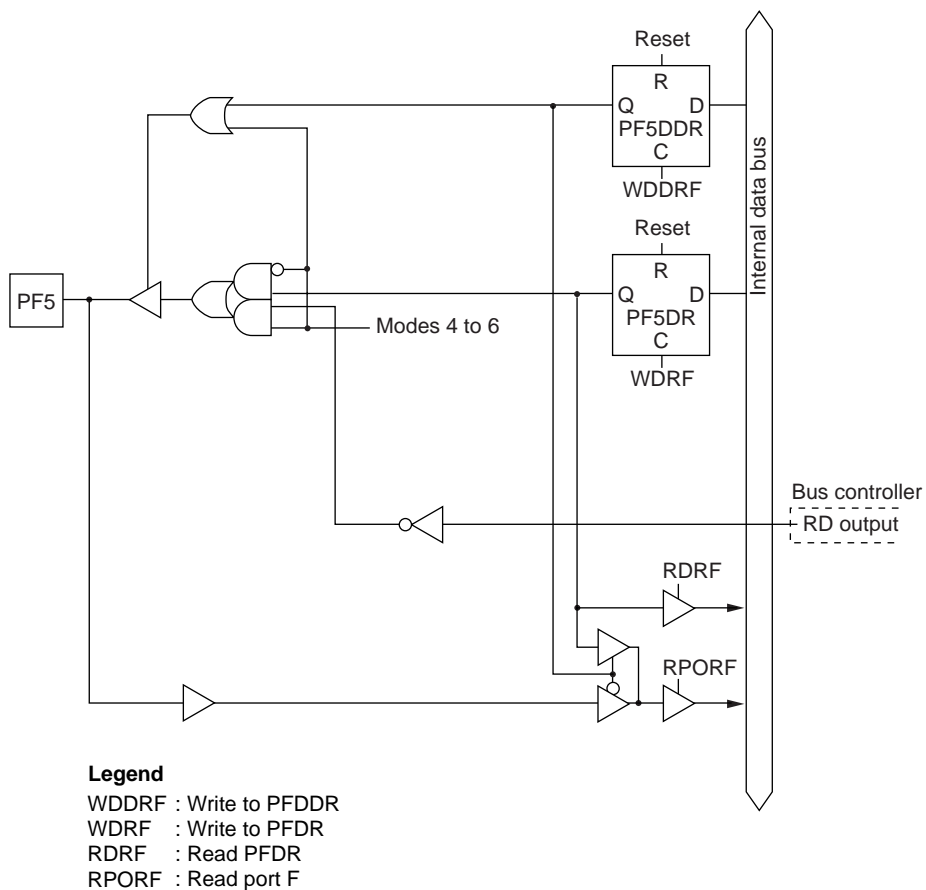 Reset
R
Q D
PF5DDR
C
WDDRF
Internal data bus
Reset
R
Q D
PF5DR
C
WDRF
PF5
Modes 4 to 6
Bus controller
RD output
RDRF
RPORF
Legend
WDDRF : Write to PFDDR
WDRF : Write to PFDR
RDRF : Read PFDR
RPORF : Read port F